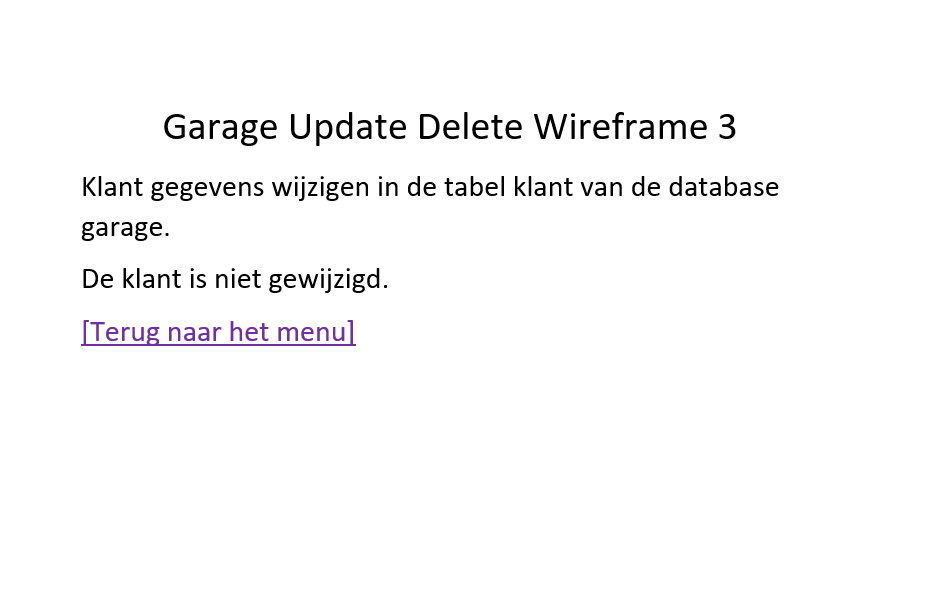 Garage Update Delete Wireframe 3
Klant gegevens wijzigen in de tabel klant van de database
garage.
De klant is niet gewijzigd.
[Terug naar het menu]